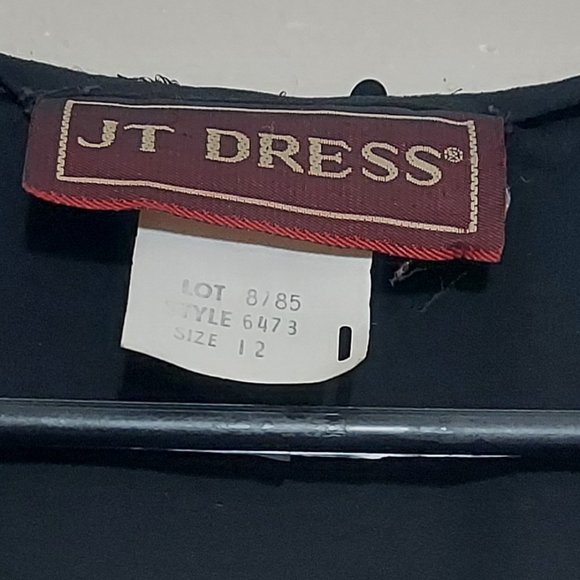 JT DRESS®
LOT 8/85
STYLE 6473
SIZE 12